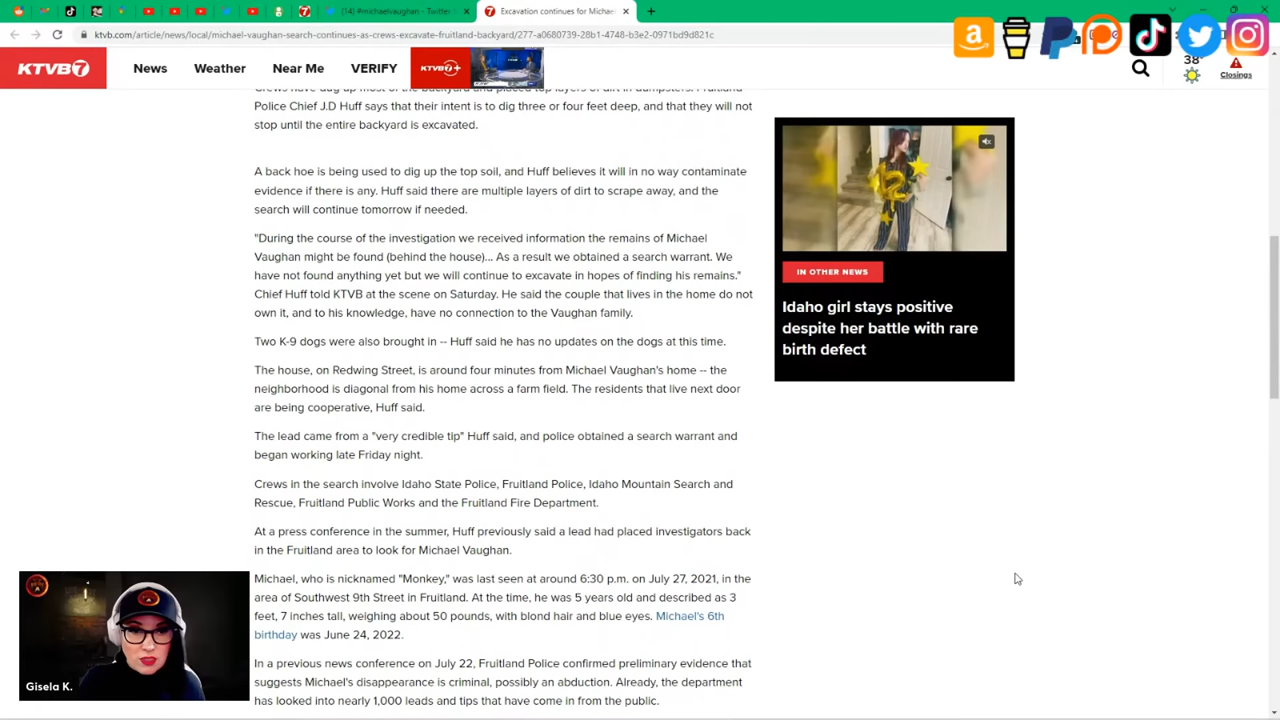 (14) #michaelvaughan - Twitter S
Excavation continues for Michae
ktvb.com/article/news/local/michael-vaughan-search-continues-as-crews-excavate-fruitland-backyard/277-a0680739-28b1-4748-b3e2-0971bd9d821c
KTVB7
News
Weather
Near Me
VERIFY
KTVB7+
38°
Closings
Crews have dug up most of the backyard and placed top layers of dirt in dumpsters. Fruitland
Police Chief J.D Huff says that their intent is to dig three or four feet deep, and that they will not
stop until the entire backyard is excavated.
A back hoe is being used to dig up the top soil, and Huff believes it will in no way contaminate
evidence if there is any. Huff said there are multiple layers of dirt to scrape away, and the
search will continue tomorrow if needed.
"During the course of the investigation we received information the remains of Michael
Vaughan might be found (behind the house)... As a result we obtained a search warrant. We
have not found anything yet but we will continue to excavate in hopes of finding his remains."
Chief Huff told KTVB at the scene on Saturday. He said the couple that lives in the home do not
own it, and to his knowledge, have no connection to the Vaughan family.
Two K-9 dogs were also brought in -- Huff said he has no updates on the dogs at this time.
The house, on Redwing Street, is around four minutes from Michael Vaughan's home -- the
neighborhood is diagonal from his home across a farm field. The residents that live next door
are being cooperative, Huff said.
The lead came from a "very credible tip" Huff said, and police obtained a search warrant and
began working late Friday night.
Crews in the search involve Idaho State Police, Fruitland Police, Idaho Mountain Search and
Rescue, Fruitland Public Works and the Fruitland Fire Department.
At a press conference in the summer, Huff previously said a lead had placed investigators back
in the Fruitland area to look for Michael Vaughan.
Michael, who is nicknamed "Monkey," was last seen at around 6:30 p.m. on July 27, 2021, in the
area of Southwest 9th Street in Fruitland. At the time, he was 5 years old and described as 3
feet, 7 inches tall, weighing about 50 pounds, with blond hair and blue eyes. Michael's 6th
birthday was June 24, 2022.
In a previous news conference on July 22, Fruitland Police confirmed preliminary evidence that
suggests Michael's disappearance is criminal, possibly an abduction. Already, the department
has looked into nearly 1,000 leads and tips that have come in from the public.
IN OTHER NEWS
Idaho girl stays positive
despite her battle with rare
birth defect
Gisela K.